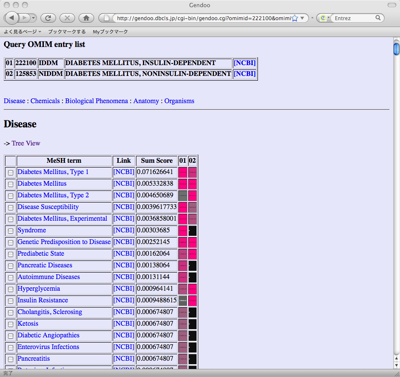 Gendoo
http://gendoo.dbcls.jp/cgi-bin/gendoo.cgi?omimid=222100&omimi
Entrez
よく見るページ ブックマークする Myブックマーク
Query OMIM entry list
01 222100 IDDM DIABETES MELLITUS, INSULIN-DEPENDENT [NCBI]
02 125853 NIDDM DIABETES MELLITUS, NONINSULIN-DEPENDENT [NCBI]
Disease : Chemicals : Biological Phenomena : Anatomy : Organisms
Disease
-> Tree View
MeSH term Link Sum Score 01 02
Diabetes Mellitus, Type 1 [NCBI] 0.071626641
Diabetes Mellitus [NCBI] 0.005332838
Diabetes Mellitus, Type 2 [NCBI] 0.004650689
Disease Susceptibility [NCBI] 0.0039617733
Diabetes Mellitus, Experimental [NCBI] 0.0036858001
Syndrome [NCBI] 0.00303685
Genetic Predisposition to Disease [NCBI] 0.00252145
Prediabetic State [NCBI] 0.00162064
Pancreatic Diseases [NCBI] 0.00138064
Autoimmune Diseases [NCBI] 0.00131144
Hyperglycemia [NCBI] 0.000964141
Insulin Resistance [NCBI] 0.0009488615
Cholangitis, Sclerosing [NCBI] 0.000674807
Ketosis [NCBI] 0.000674807
Diabetic Angiopathies [NCBI] 0.000674807
Enterovirus Infections [NCBI] 0.000674807
Pancreatitis [NCBI] 0.000674807
完了